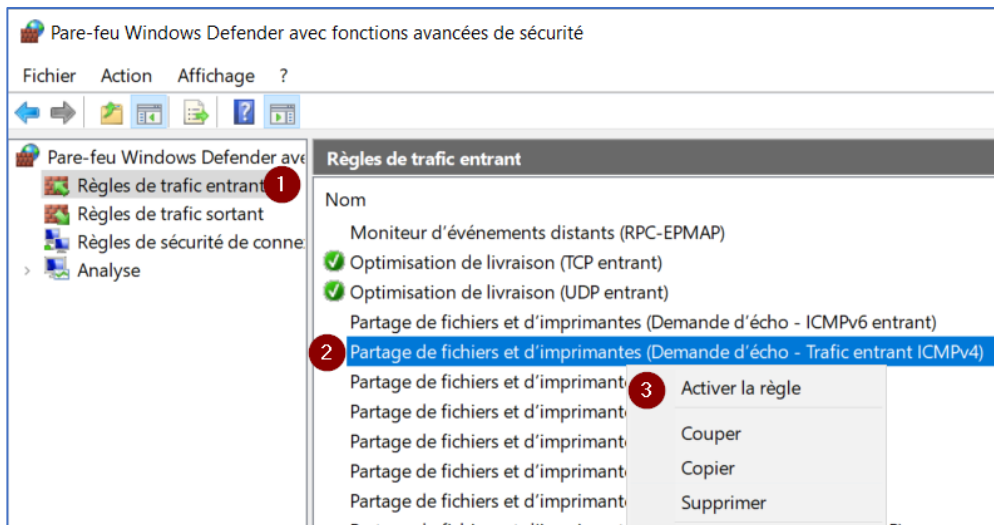 Pare-feu Windows Defender avec fonctions avancées de sécurité
Fichier Action Affichage ?
Pare-feu Windows Defender ave
Règles de trafic entrant 1
Règles de trafic sortant
Règles de sécurité de conne
Analyse
Règles de trafic entrant
Nom
Moniteur d’événements distants (RPC-EPMAP)
Optimisation de livraison (TCP entrant)
Optimisation de livraison (UDP entrant)
Partage de fichiers et d’imprimantes (Demande d’écho - ICMPv6 entrant)
2 Partage de fichiers et d’imprimantes (Demande d’écho - Trafic entrant ICMPv4)
Partage de fichiers et d’imprimant
Partage de fichiers et d’imprimant
Partage de fichiers et d’imprimant
Partage de fichiers et d’imprimant
Partage de fichiers et d’imprimant
3 Activer la règle
Couper
Copier
Supprimer